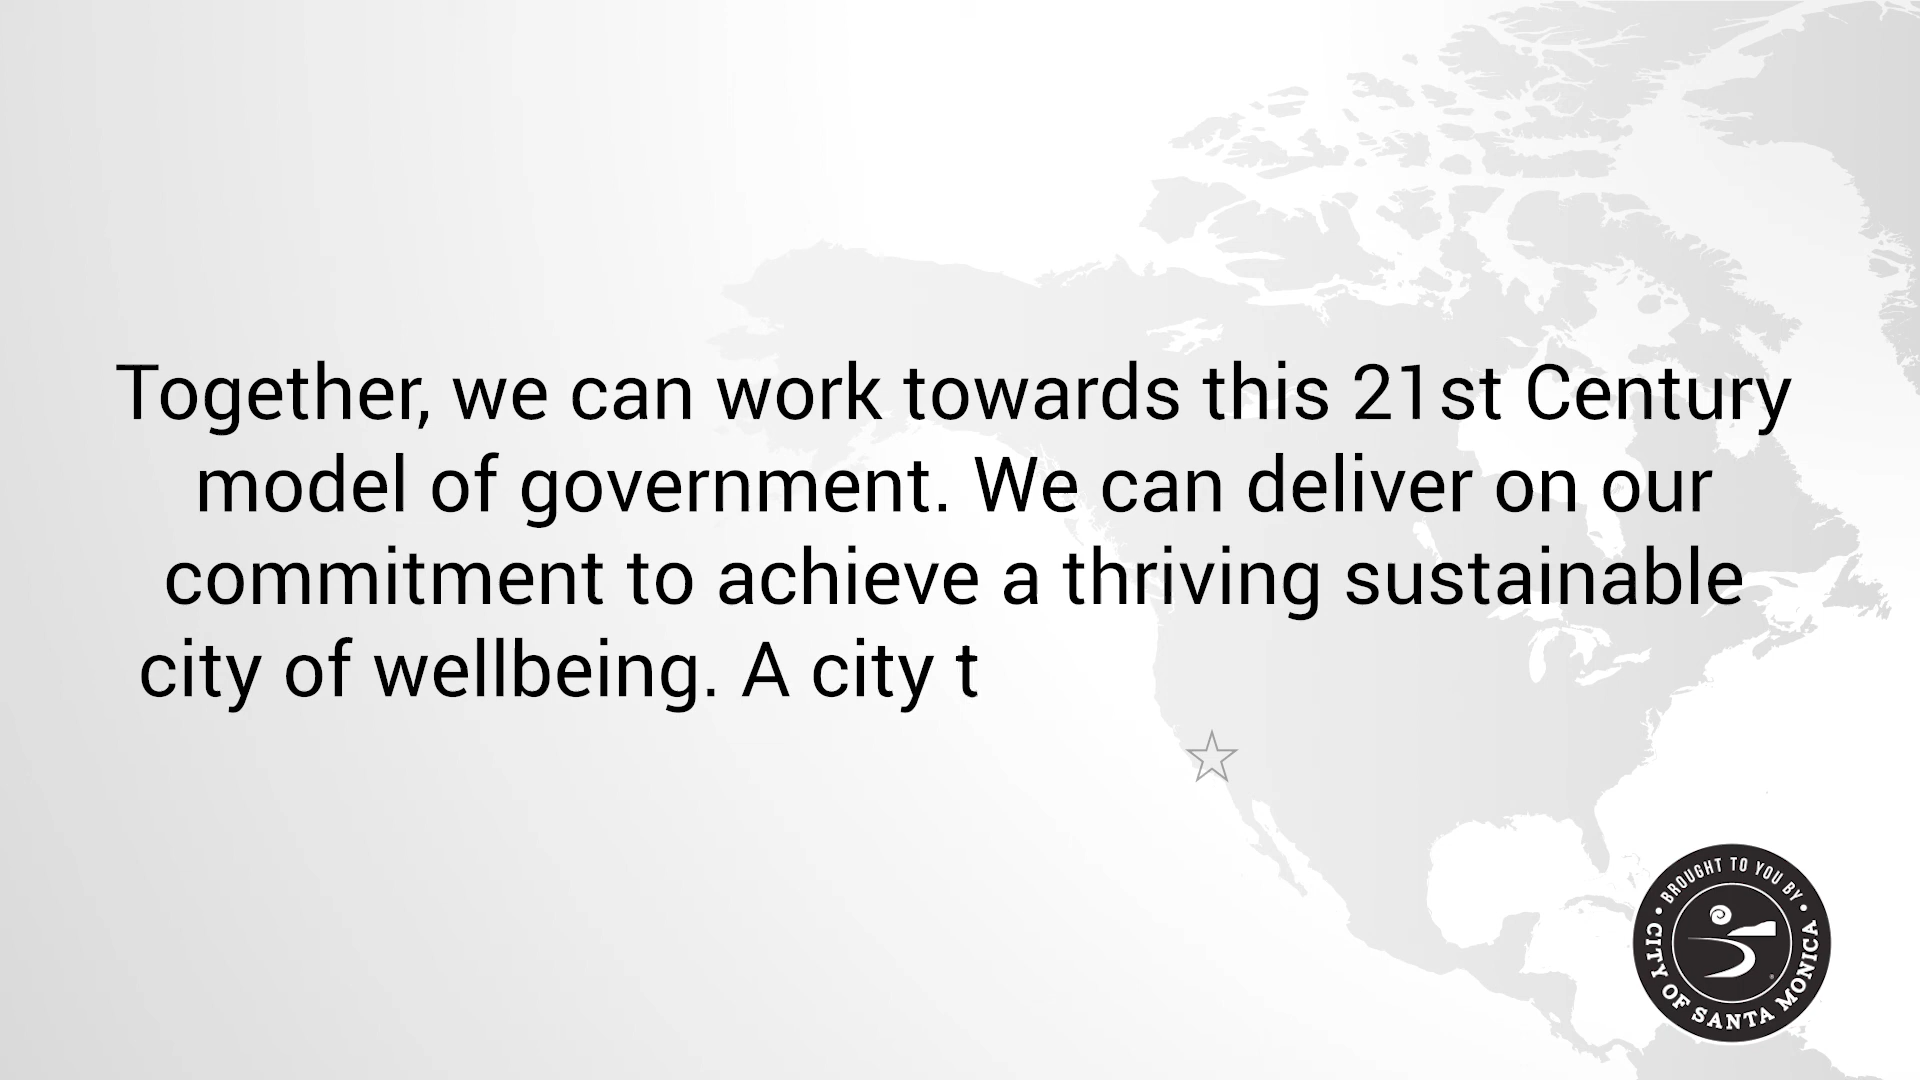 Together, we can work towards this 21st Century
model of government. We can deliver on our
commitment to achieve a thriving sustainable
city of wellbeing. A city t
BROUGHT TO YOU BY
CITY OF SANTA MONICA